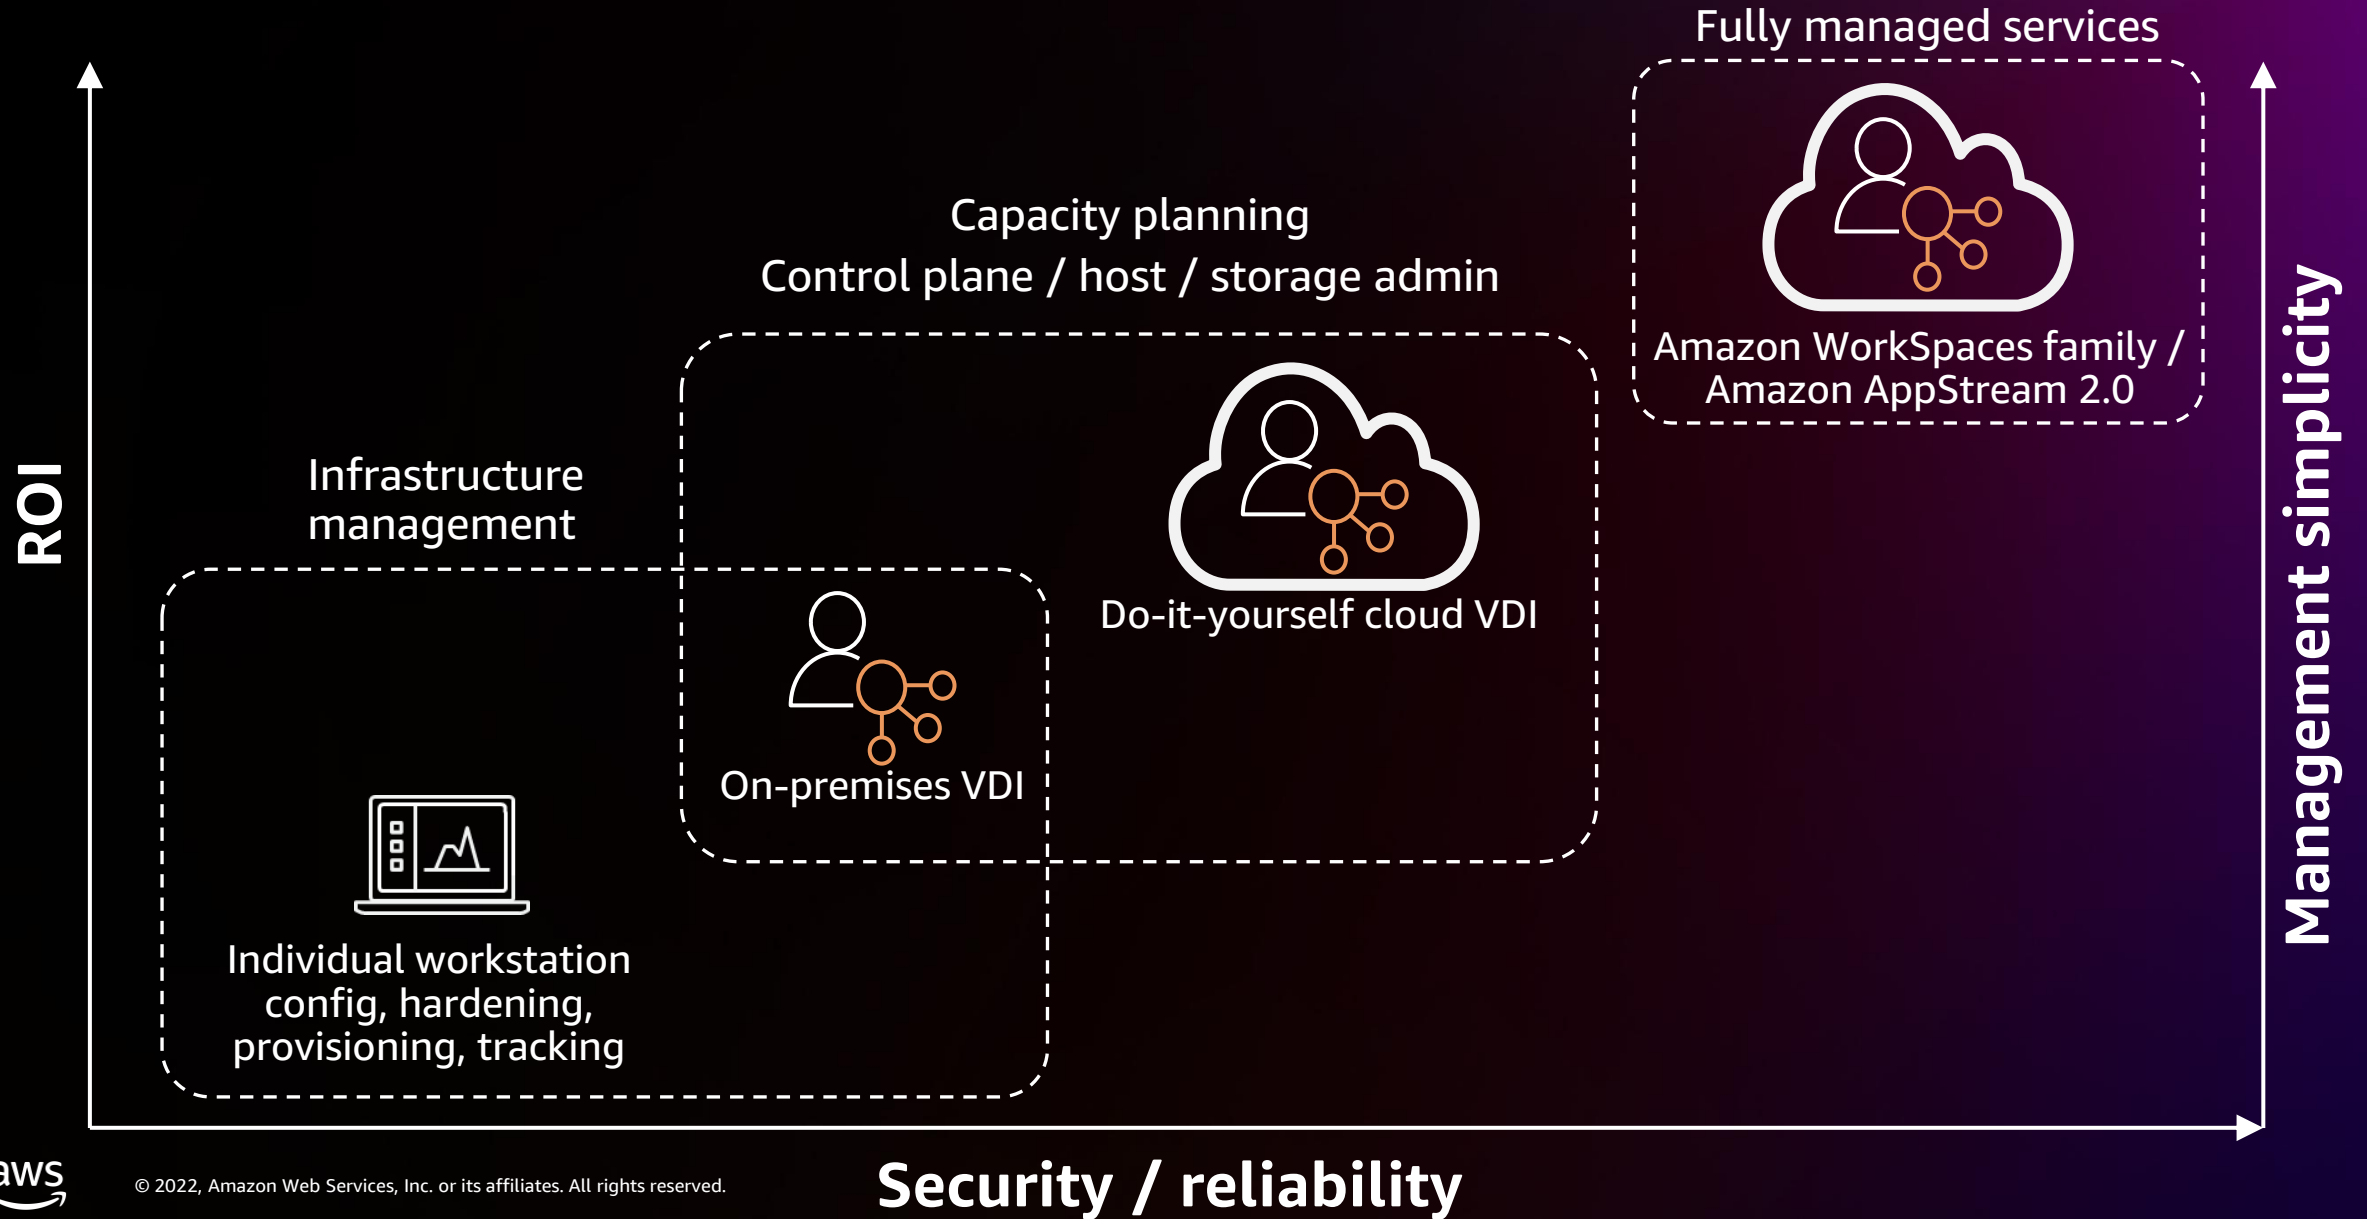 Fully managed services
Amazon WorkSpaces family /
Amazon AppStream 2.0
Capacity planning
Control plane / host / storage admin
Do-it-yourself cloud VDI
Infrastructure
management
On-premises VDI
Individual workstation
config, hardening,
provisioning, tracking
ROI
Management simplicity
Security / reliability
aws
© 2022, Amazon Web Services, Inc. or its affiliates. All rights reserved.